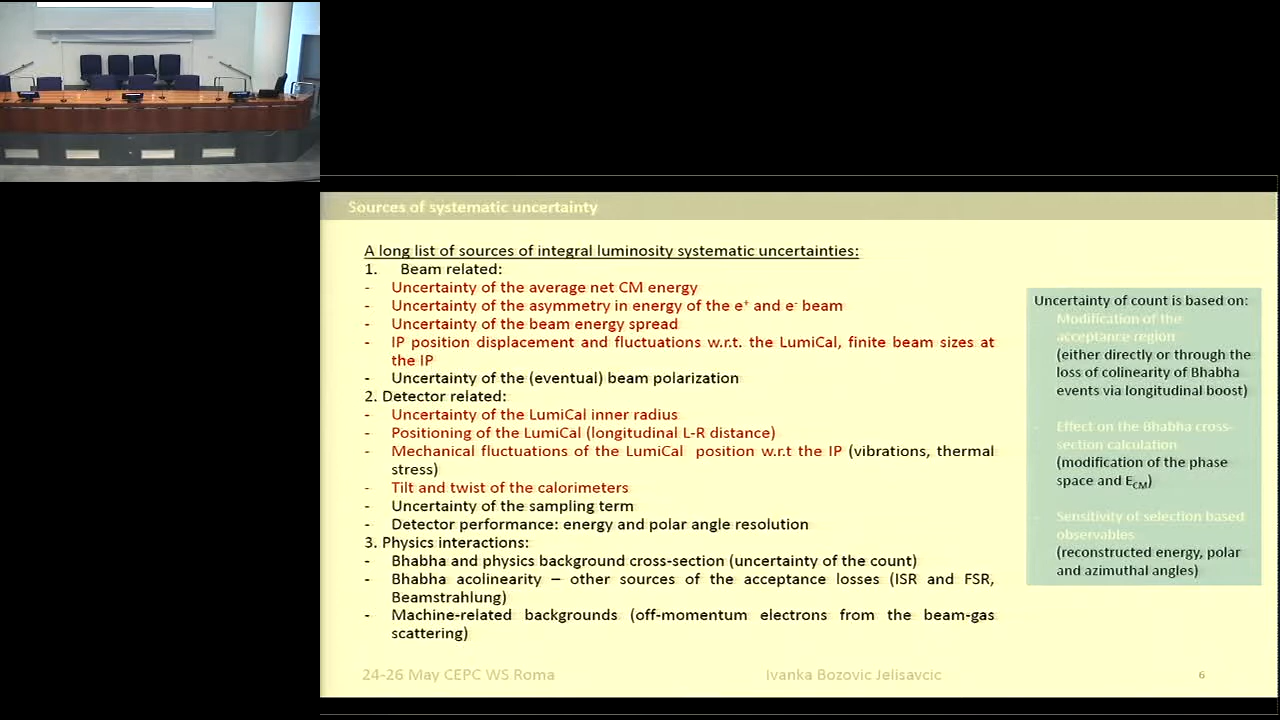 Sources of systematic uncertainty
A long list of sources of integral luminosity systematic uncertainties:
1. Beam related:
- Uncertainty of the average net CM energy
- Uncertainty of the asymmetry in energy of the e+ and e- beam
- Uncertainty of the beam energy spread
- IP position displacement and fluctuations w.r.t. the LumiCal, finite beam sizes at
the IP
- Uncertainty of the (eventual) beam polarization
2. Detector related:
- Uncertainty of the LumiCal inner radius
- Positioning of the LumiCal (longitudinal L-R distance)
- Mechanical fluctuations of the LumiCal position w.r.t the IP (vibrations, thermal
stress)
- Tilt and twist of the calorimeters
- Uncertainty of the sampling term
- Detector performance: energy and polar angle resolution
3. Physics interactions:
- Bhabha and physics background cross-section (uncertainty of the count)
- Bhabha acolinearity – other sources of the acceptance losses (ISR and FSR,
Beamstrahlung)
- Machine-related backgrounds (off-momentum electrons from the beam-gas
scattering)
Uncertainty of count is based on:
- Modification of the
acceptance region
(either directly or through the
loss of colinearity of Bhabha
events via longitudinal boost)
- Effect on the Bhabha cross-
section calculation
(modification of the phase
space and ECM)
- Sensitivity of selection based
observables
(reconstructed energy, polar
and azimuthal angles)
24-26 May CEPC WS Roma
Ivanka Bozovic Jelisavcic
6